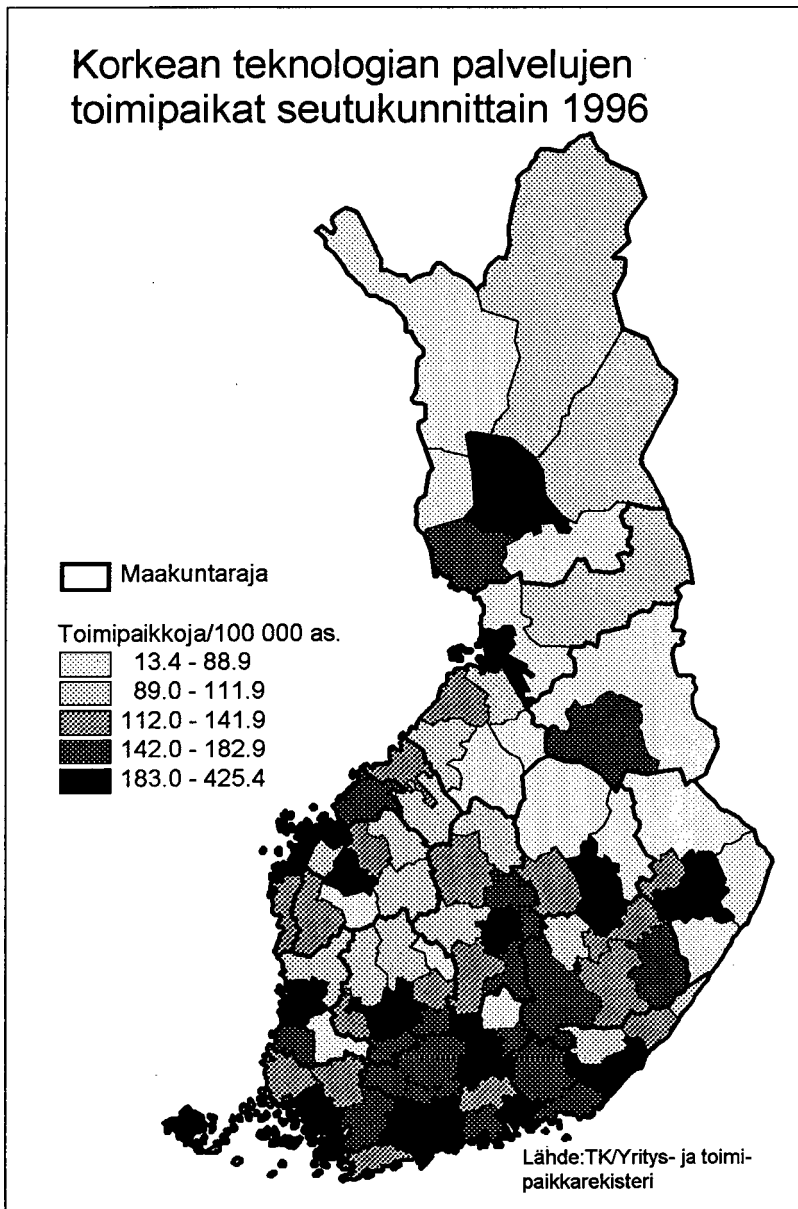 Korkean teknologian palvelujen
toimipaikat seutukunnittain 1996
Maakuntaraja
Toimipaikkoja/100 000 as.
13.4 - 88.9
89.0 - 111.9
112.0 - 141.9
142.0 - 182.9
183.0 - 425.4
Lähde:TK/Yritys- ja toimi-
paikkarekisteri